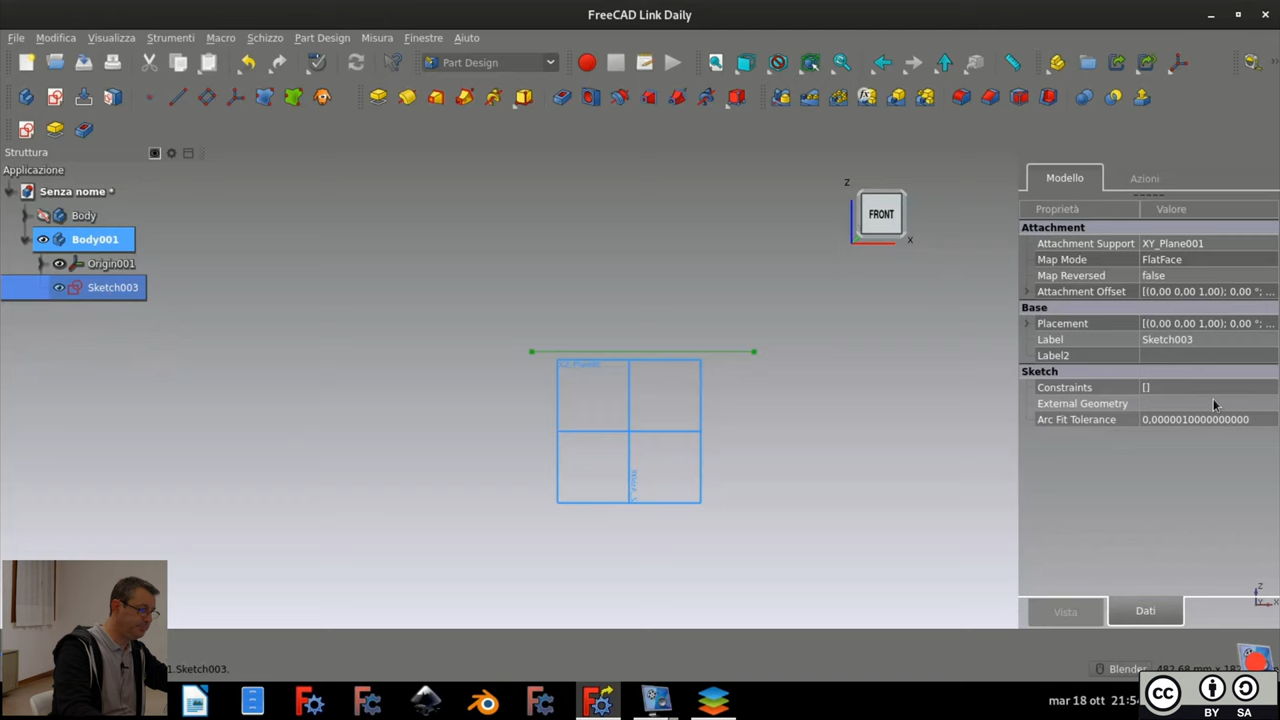 FreeCAD Link Daily
File Modifica Visualizza Strumenti Macro Schizzo Part Design Misura Finestre Aiuto
Part Design
Struttura
Applicazione
Senza nome *
Body
Body001
Origin001
Sketch003
Z
FRONT
X
Modello Azioni
Proprietà Valore
Attachment
Attachment Support XY_Plane001
Map Mode FlatFace
Map Reversed false
Attachment Offset [(0,00 0,00 1,00); 0,00 °; ...
Base
Placement [(0,00 0,00 1,00); 0,00 °; ...
Label Sketch003
Label2
Sketch
Constraints []
External Geometry
Arc Fit Tolerance 0,0000010000000000
Z
X
Vista Dati
1.Sketch003.
Blender
mar 18 ott 21:5
CC BY SA